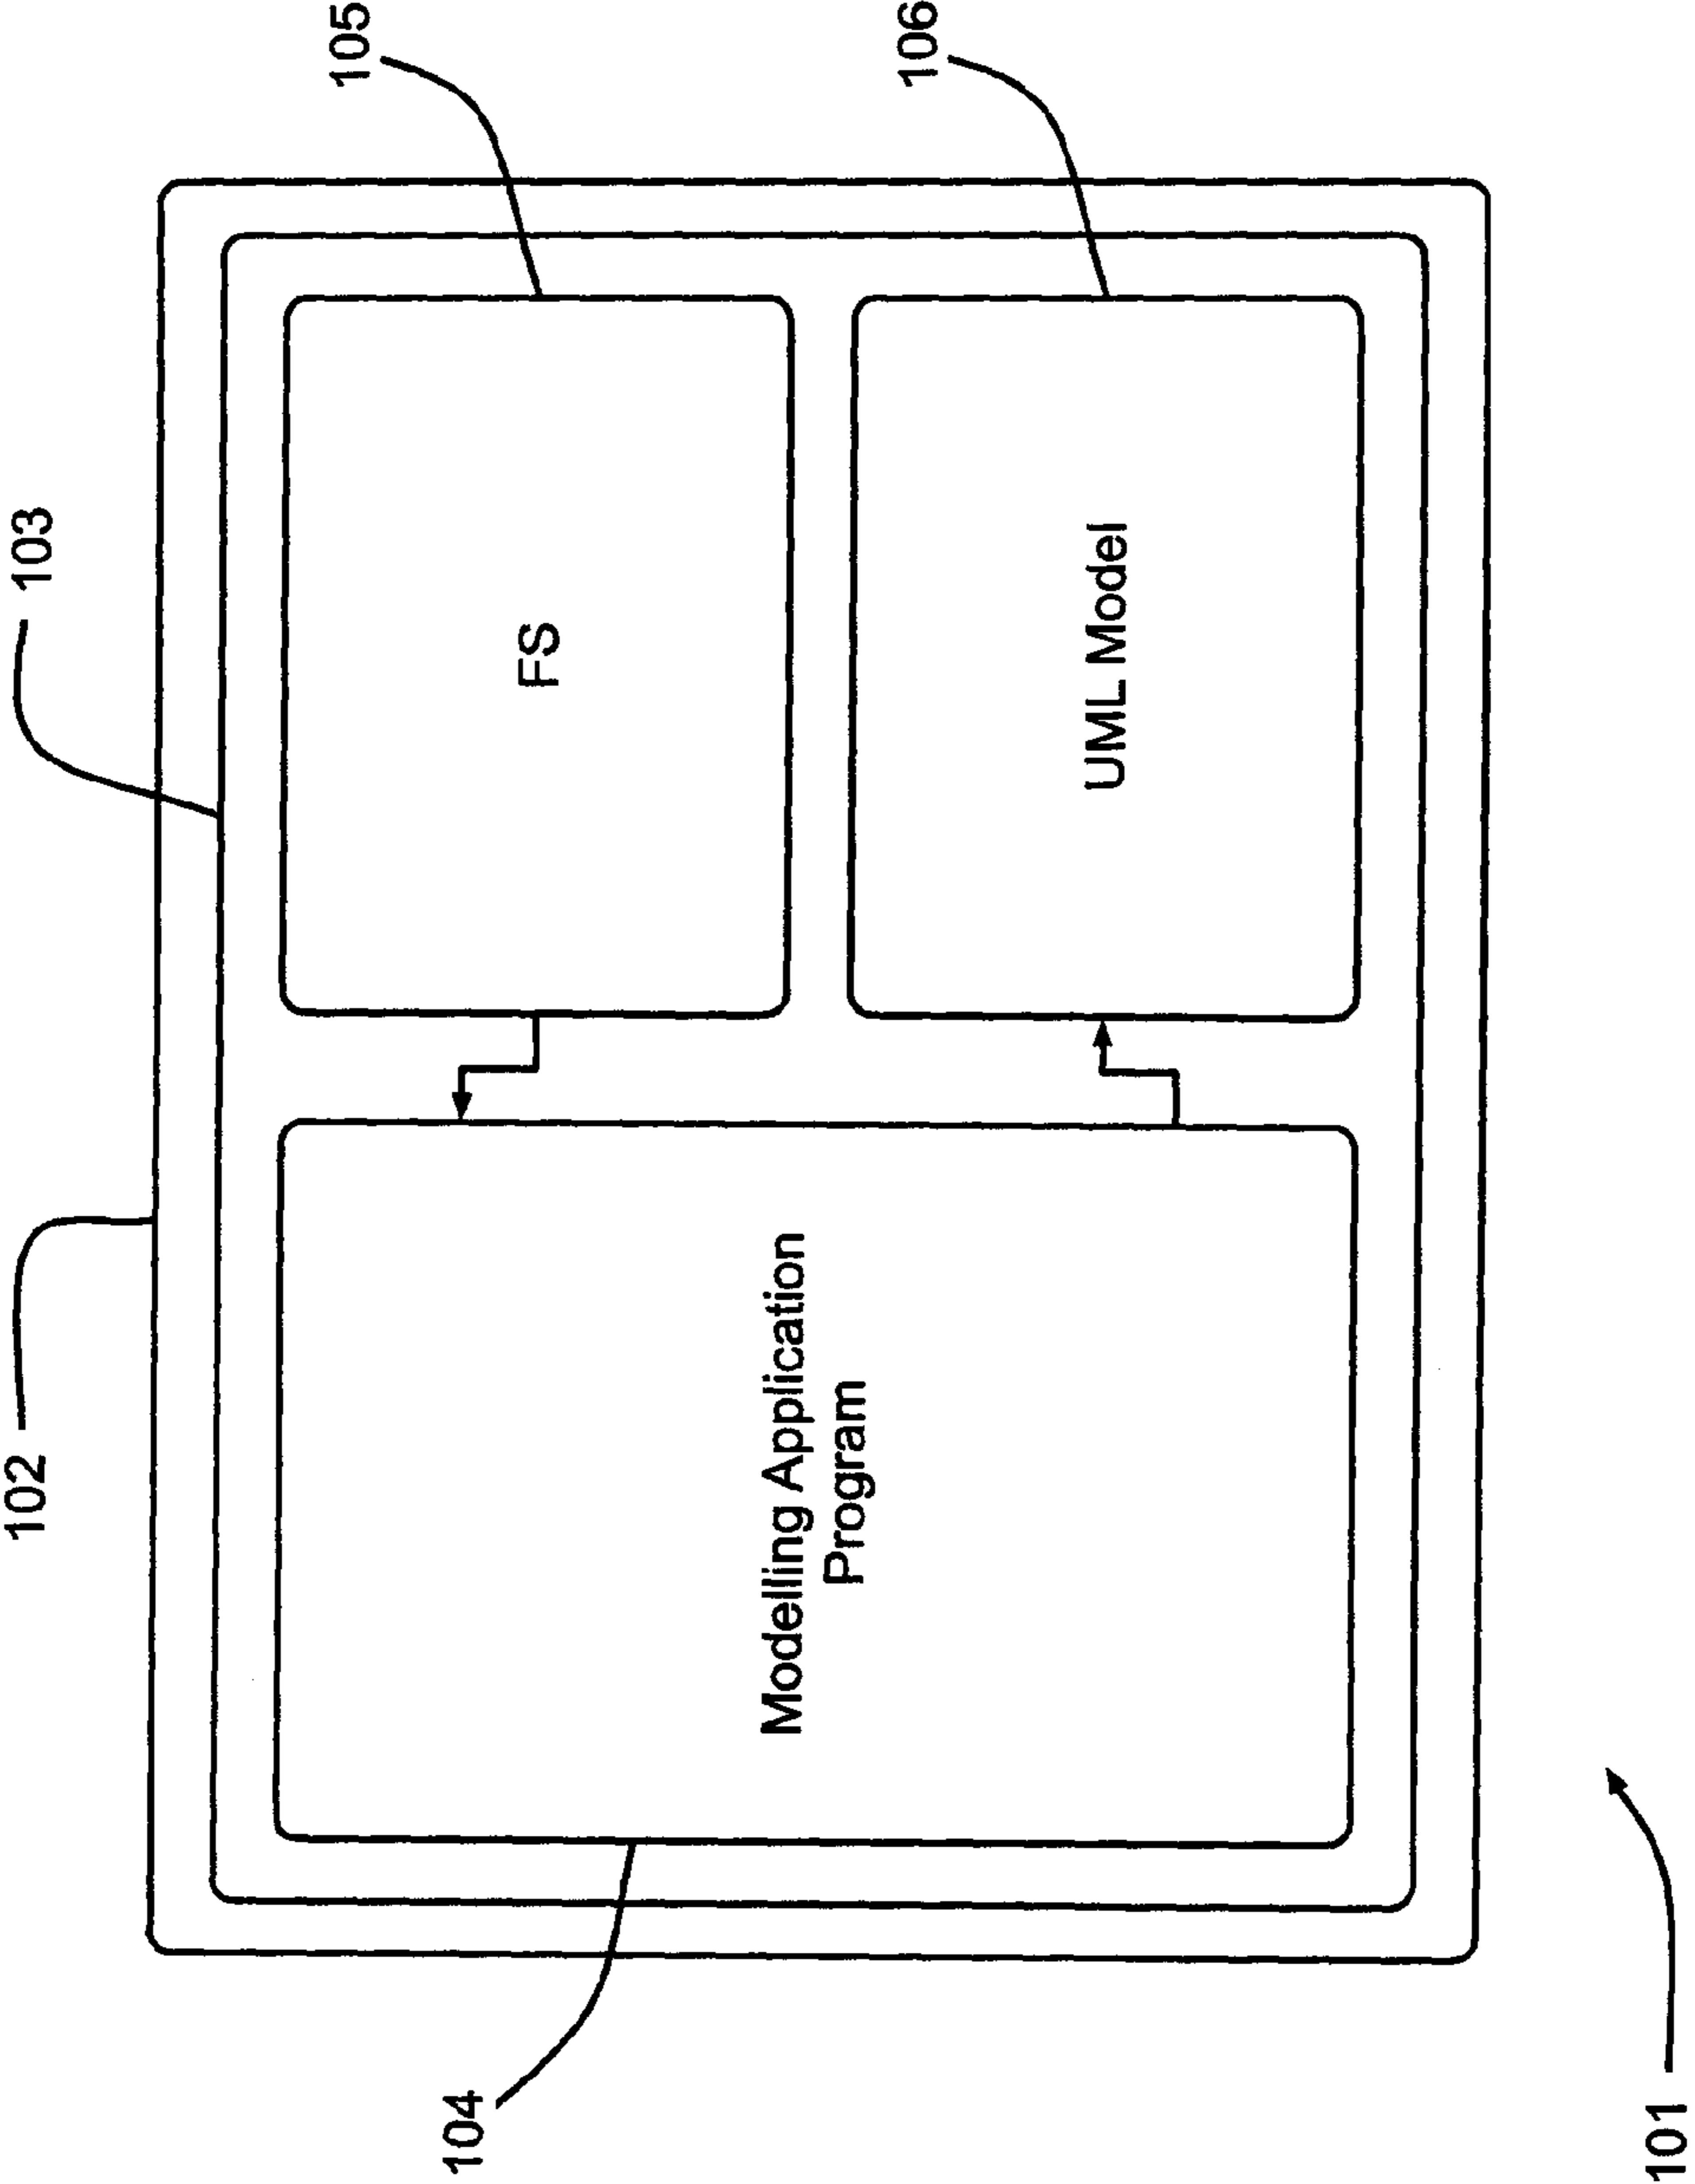 102
103
105
FS
Modelling Application
Program
106
UML Model
104
101